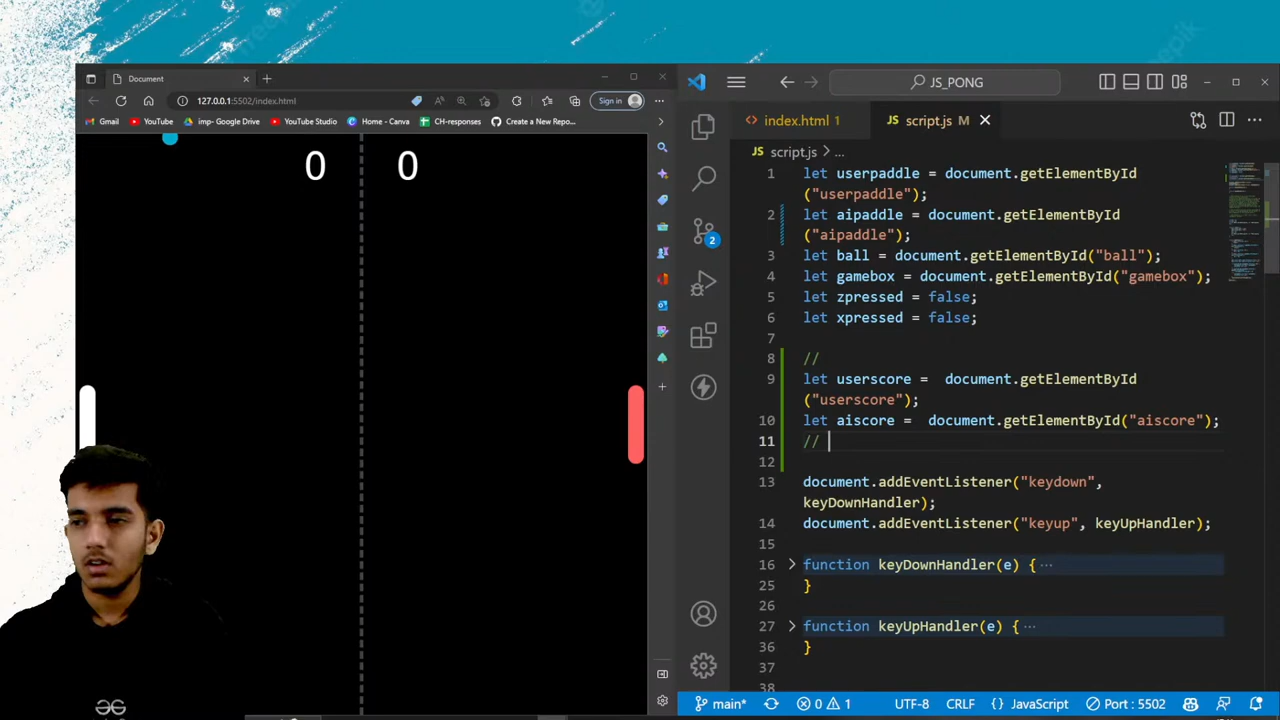 Document
127.0.0.1:5502/index.html
Sign in
Gmail
YouTube
imp- Google Drive
YouTube Studio
Home - Canva
CH-responses
Create a New Repo...
0 0
JS_PONG
index.html 1
script.js M
script.js > ...
1 let userpaddle = document.getElementById
("userpaddle");
2 let aipaddle = document.getElementById
("aipaddle");
3 let ball = document.getElementById("ball");
4 let gamebox = document.getElementById("gamebox");
5 let zpressed = false;
6 let xpressed = false;
7
8 //
9 let userscore =  document.getElementById
("userscore");
10 let aiscore =  document.getElementById("aiscore");
11 //
12
13 document.addEventListener("keydown",
keyDownHandler);
14 document.addEventListener("keyup", keyUpHandler);
15
16 function keyDownHandler(e) { ...
25 }
26
27 function keyUpHandler(e) { ...
36 }
37
38
2
main*
0 1
UTF-8
CRLF
{} JavaScript
Port : 5502